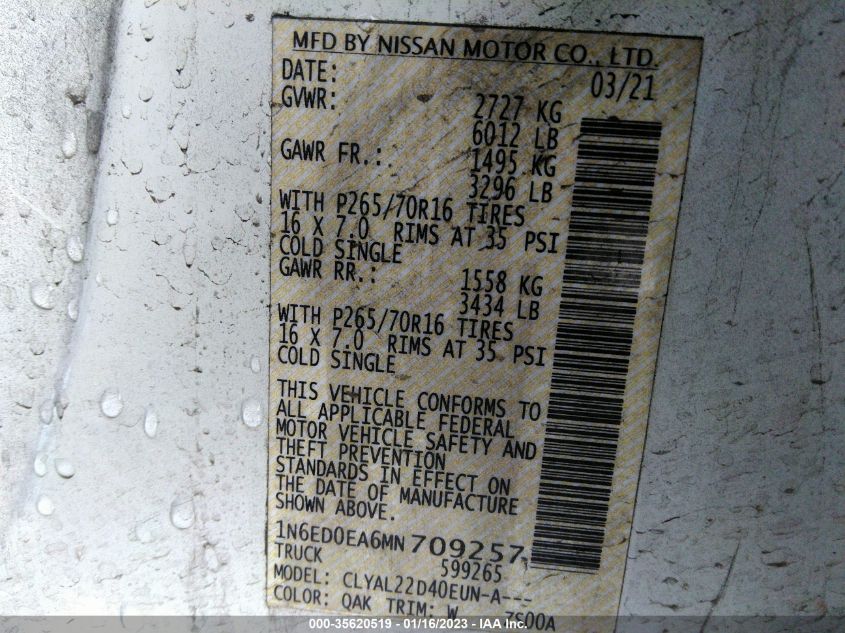 MFD BY NISSAN MOTOR CO., LTD.
DATE: 03/21
GVWR: 2727 KG
6012 LB
GAWR FR.: 1495 KG
3296 LB
WITH P265/70R16 TIRES
16 X 7.0 RIMS AT 35 PSI
COLD SINGLE
GAWR RR.: 1558 KG
3434 LB
WITH P265/70R16 TIRES
16 X 7.0 RIMS AT 35 PSI
COLD SINGLE
THIS VEHICLE CONFORMS TO
ALL APPLICABLE FEDERAL
MOTOR VEHICLE SAFETY AND
THEFT PREVENTION
STANDARDS IN EFFECT ON
THE DATE OF MANUFACTURE
SHOWN ABOVE.
1N6ED0EA6MN709257
TRUCK 599265
MODEL: CLYAL22D40EUN-A---
COLOR: QAK TRIM: W
000-35620519 - 01/16/2023 - © IAA, Inc.